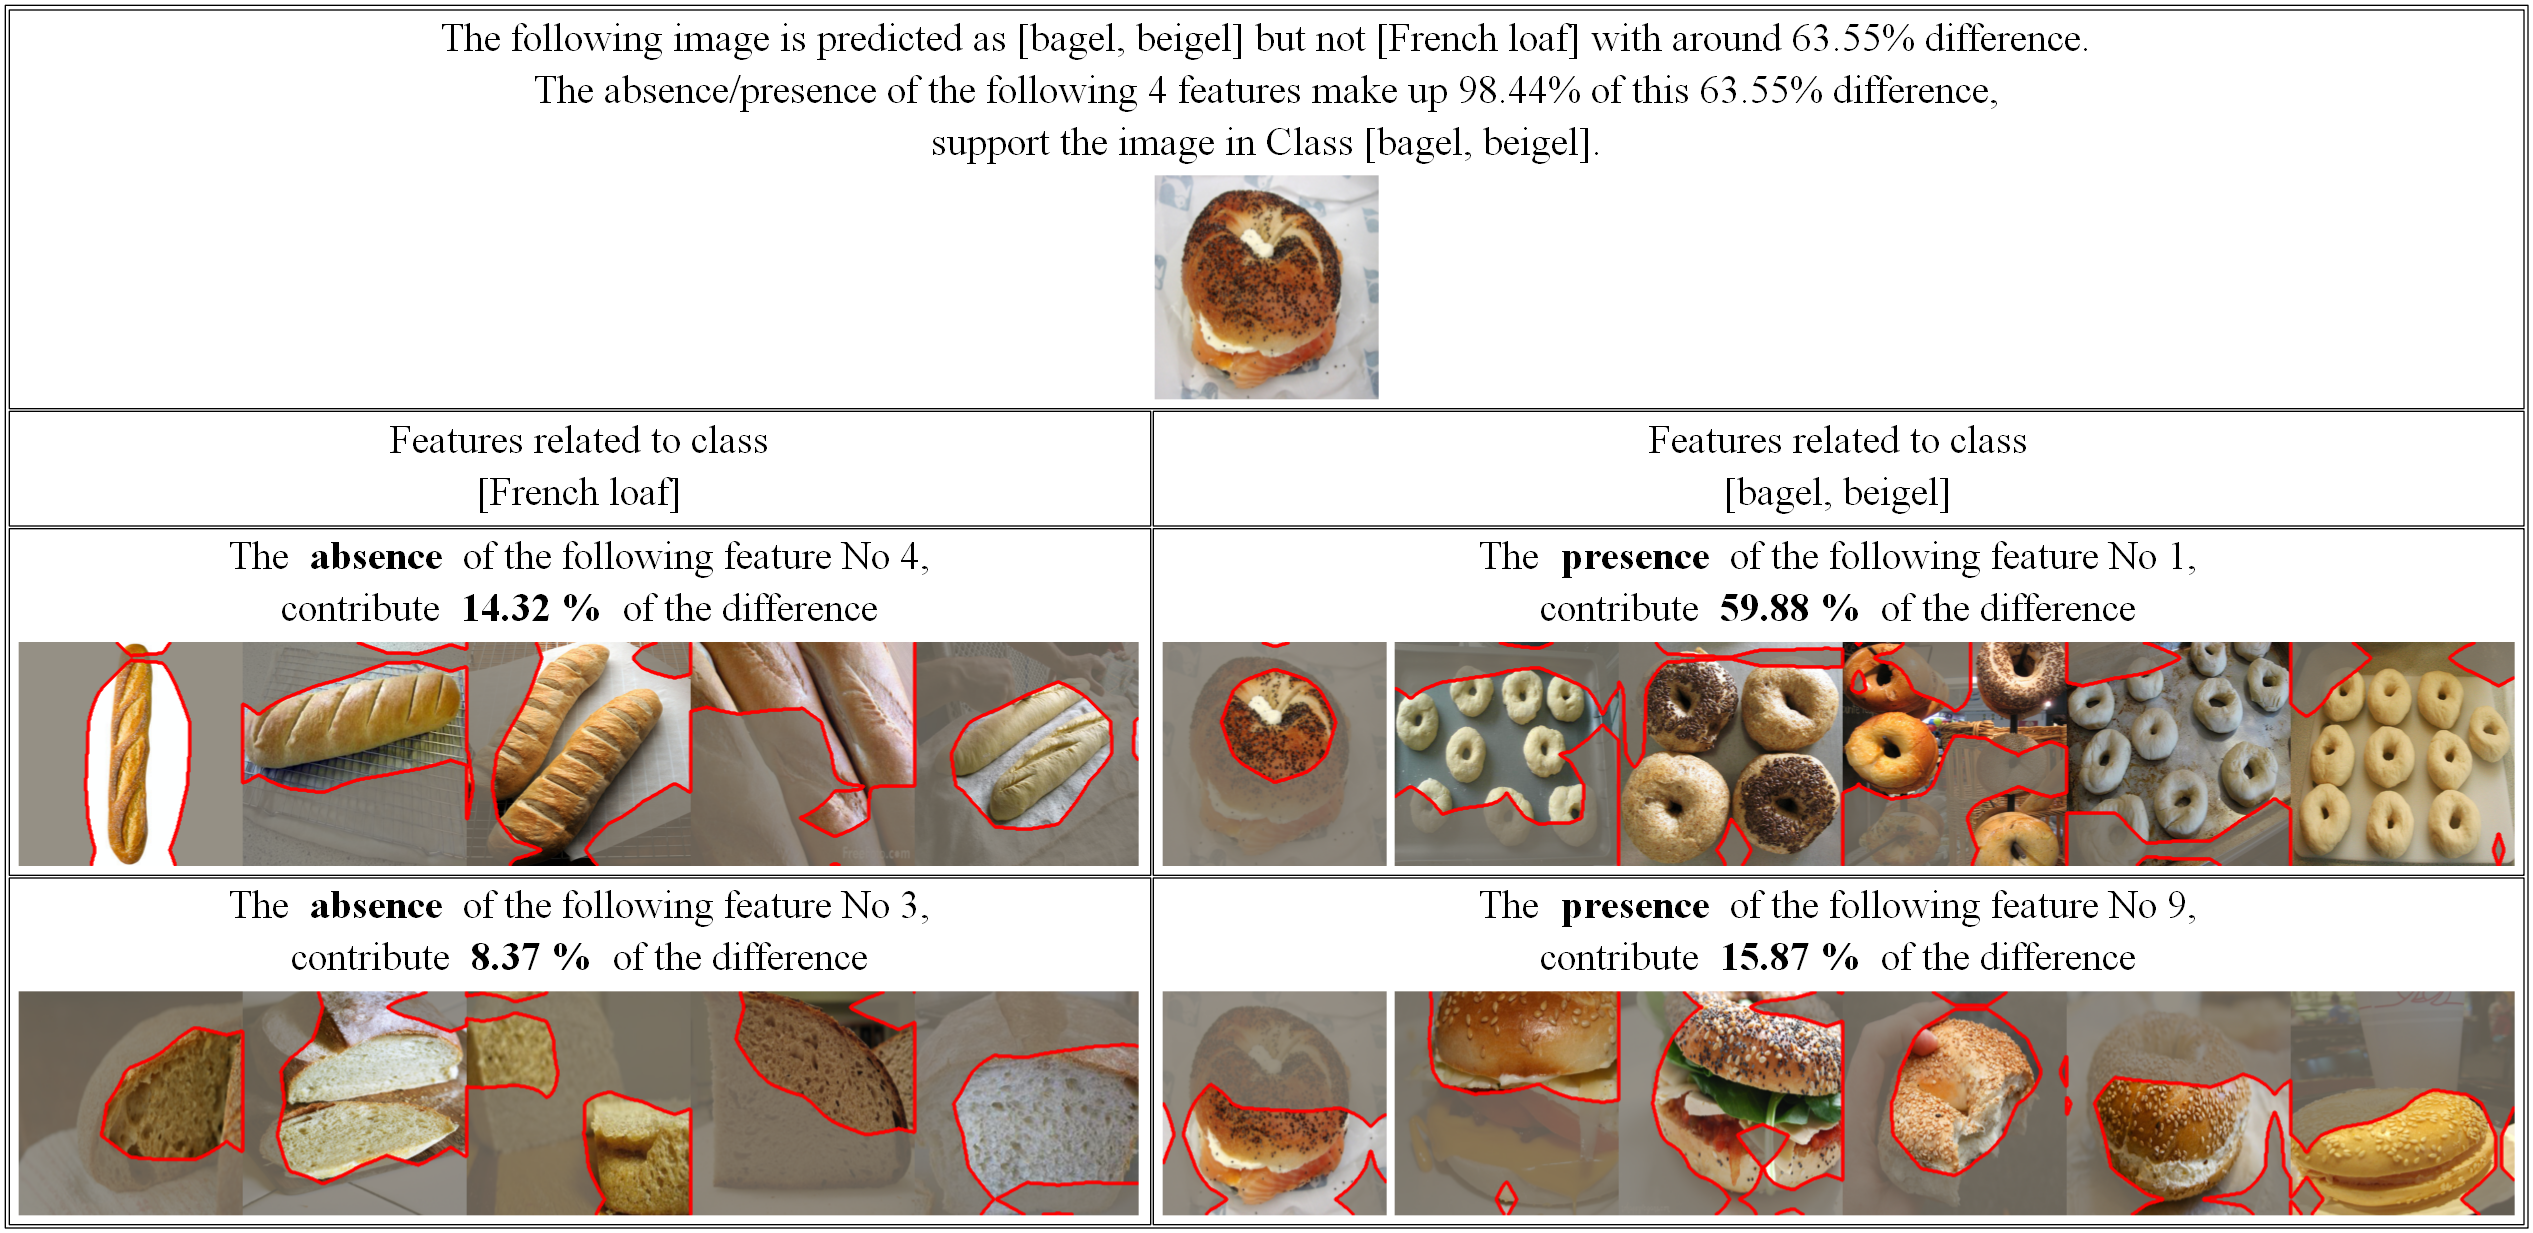 The following image is predicted as [bagel, beigel] but not [French loaf] with around 63.55% difference.
The absence/presence of the following 4 features make up 98.44% of this 63.55% difference,
support the image in Class [bagel, beigel].
Features related to class
[French loaf]
Features related to class
[bagel, beigel]
The absence of the following feature No 4,
contribute 14.32 % of the difference
The presence of the following feature No 1,
contribute 59.88 % of the difference
The absence of the following feature No 3,
contribute 8.37 % of the difference
The presence of the following feature No 9,
contribute 15.87 % of the difference